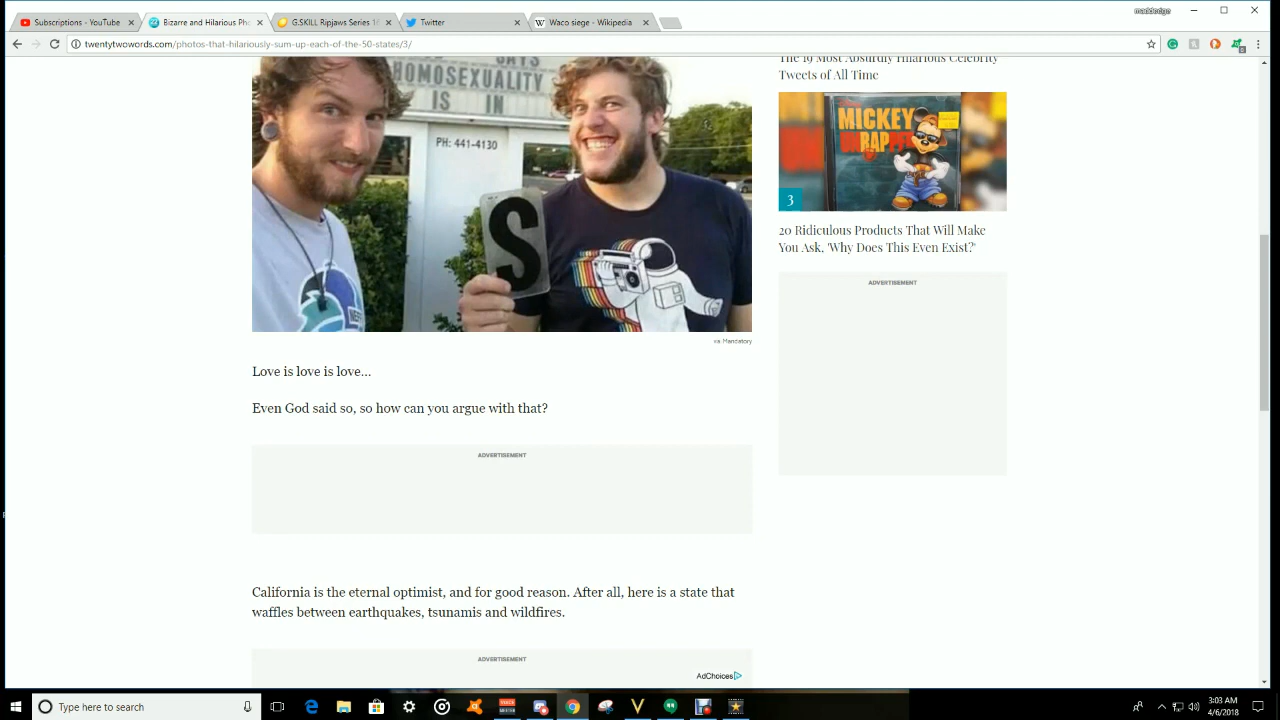 maddedge
Subscriptions - YouTube
Bizarre and Hilarious Ph
G.SKILL Ripjaws Series 1
Twitter
Waco siege - Wikipedia
twentytwowords.com/photos-that-hilariously-sum-up-each-of-the-50-states/3/
SAYS
HOMOSEXUALITY
IS IN
PH: 441-4130
S
via Mandatory
Love is love is love...
Even God said so, so how can you argue with that?
ADVERTISEMENT
California is the eternal optimist, and for good reason. After all, here is a state that
waffles between earthquakes, tsunamis and wildfires.
ADVERTISEMENT
AdChoices
The 19 Most Absurdly Hilarious Celebrity
Tweets of All Time
MICKEY
3
20 Ridiculous Products That Will Make
You Ask, 'Why Does This Even Exist?'
ADVERTISEMENT
Type here to search
3:03 AM
4/6/2018